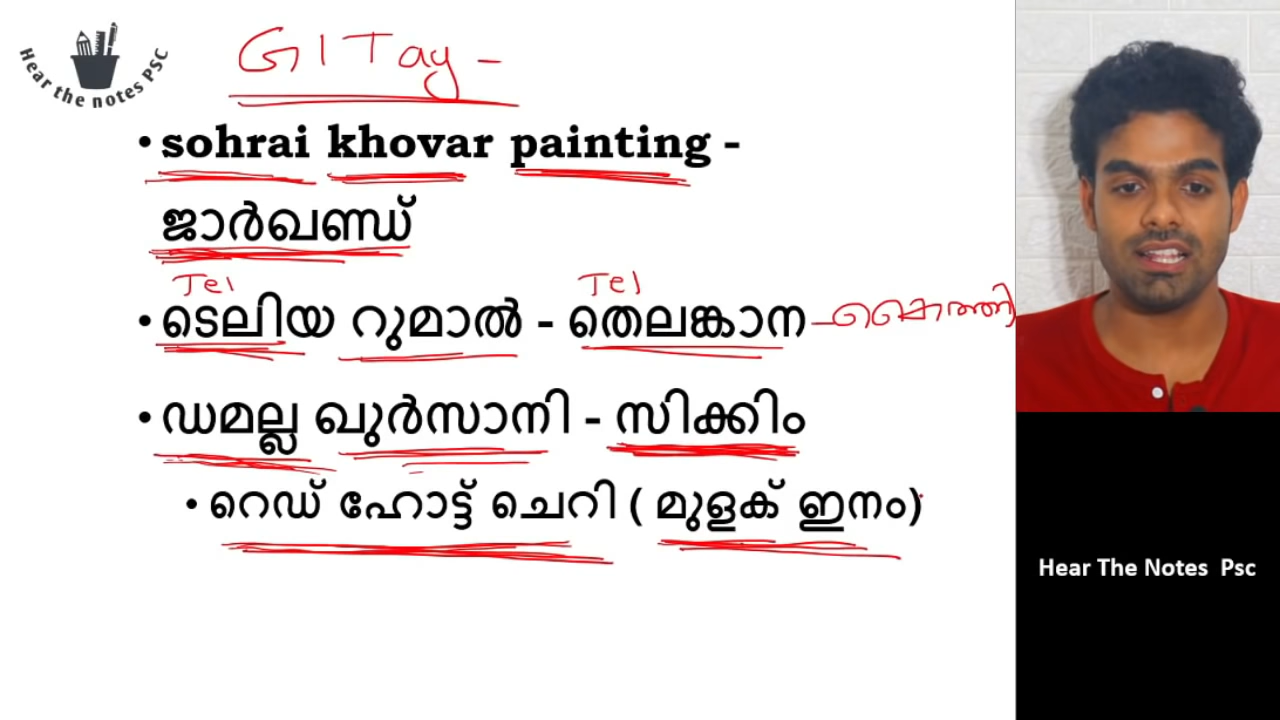 Hear the notes PSC
GI Tag -
• sohrai khovar painting -
ജാർഖണ്ഡ്
Tel Tel
• ടെലിയ റുമാൽ - തെലങ്കാന
• ഡമല്ല ഖുർസാനി - സിക്കിം
• റെഡ് ഹോട്ട് ചെറി ( മുളക് ഇനം)
Hear The Notes Psc